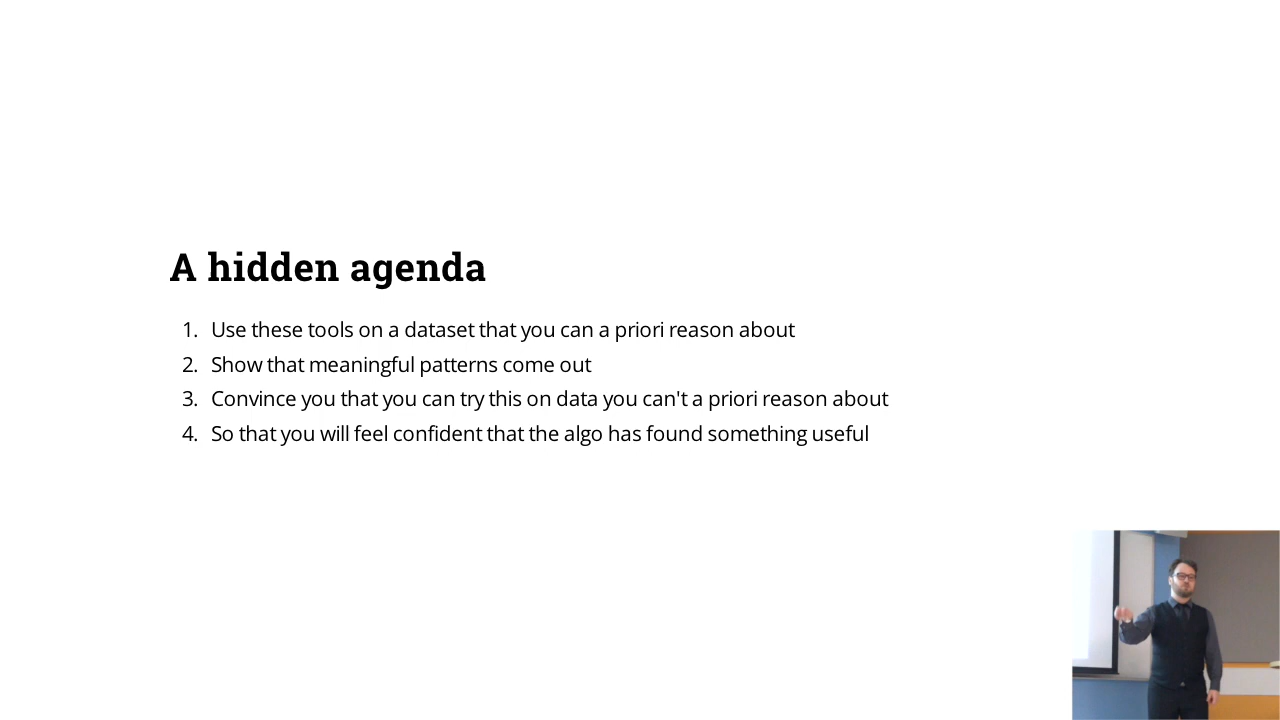 A hidden agenda
1. Use these tools on a dataset that you can a priori reason about
2. Show that meaningful patterns come out
3. Convince you that you can try this on data you can't a priori reason about
4. So that you will feel confident that the algo has found something useful